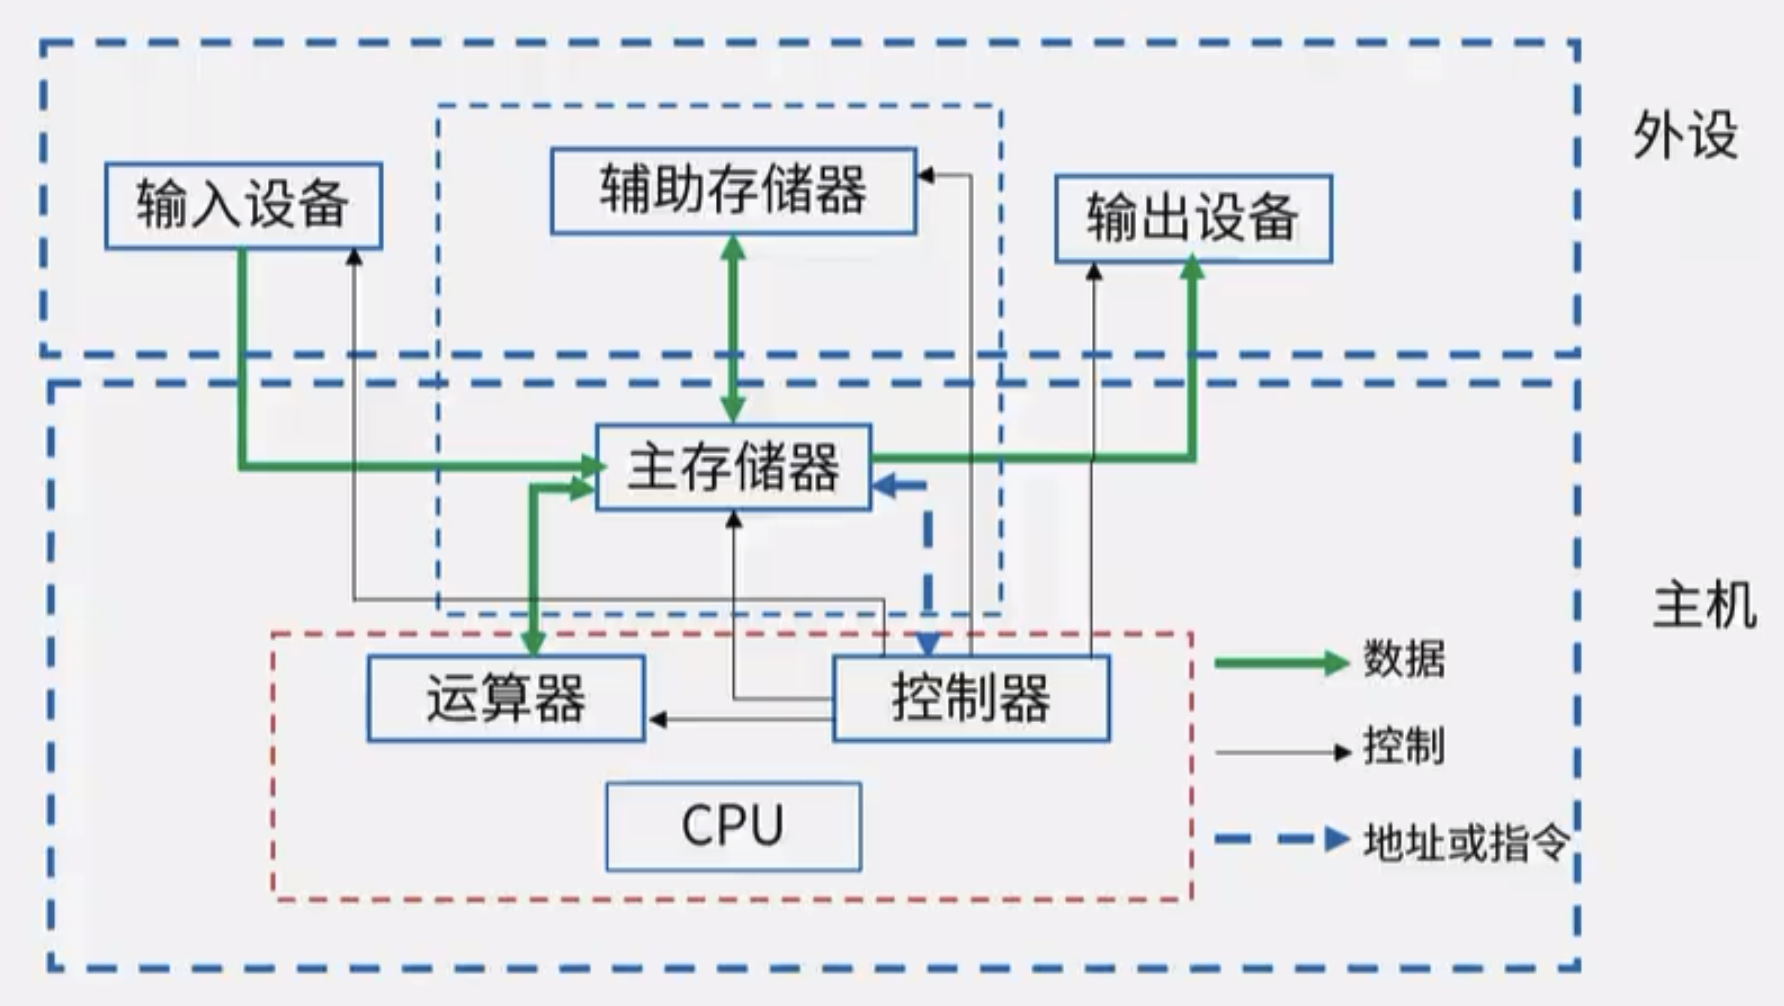 外设
辅助存储器
输入设备
输出设备
主存储器
主机
数据
运算器
控制器
控制
CPU
地址或指令